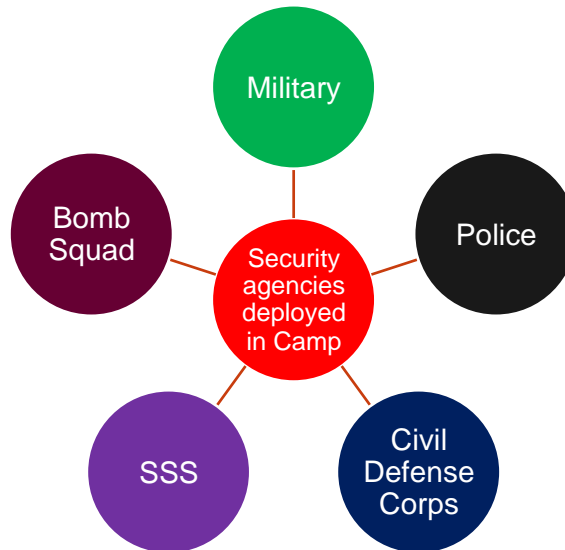 Military
Bomb
Squad
Police
Security
agencies
deployed
in Camp
SSS
Civil
Defense
Corps